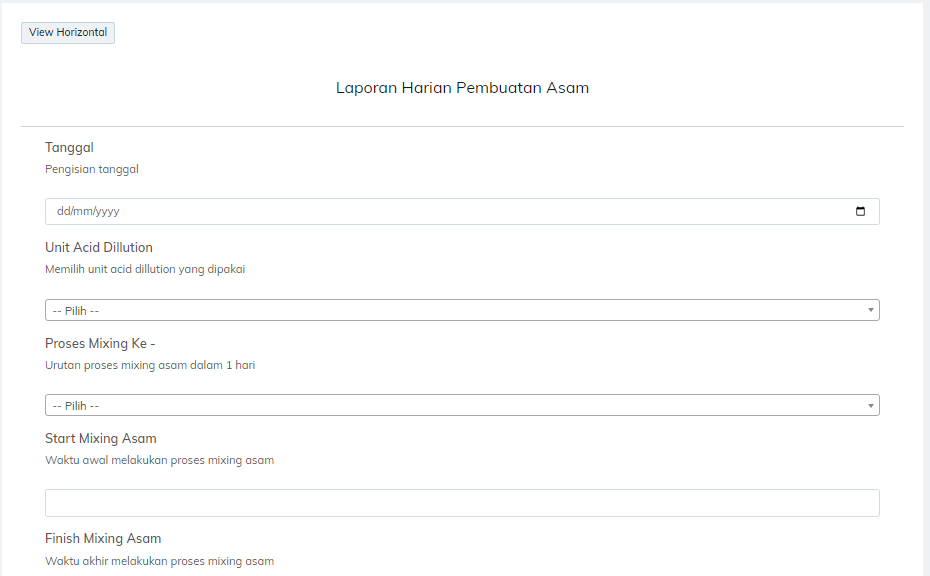 View Horizontal
Laporan Harian Pembuatan Asam
Tanggal
Pengisian tanggal
dd/mm/yyyy
Unit Acid Dillution
Memilih unit acid dillution yang dipakai
-- Pilih --
Proses Mixing Ke -
Urutan proses mixing asam dalam 1 hari
-- Pilih --
Start Mixing Asam
Waktu awal melakukan proses mixing asam
Finish Mixing Asam
Waktu akhir melakukan proses mixing asam